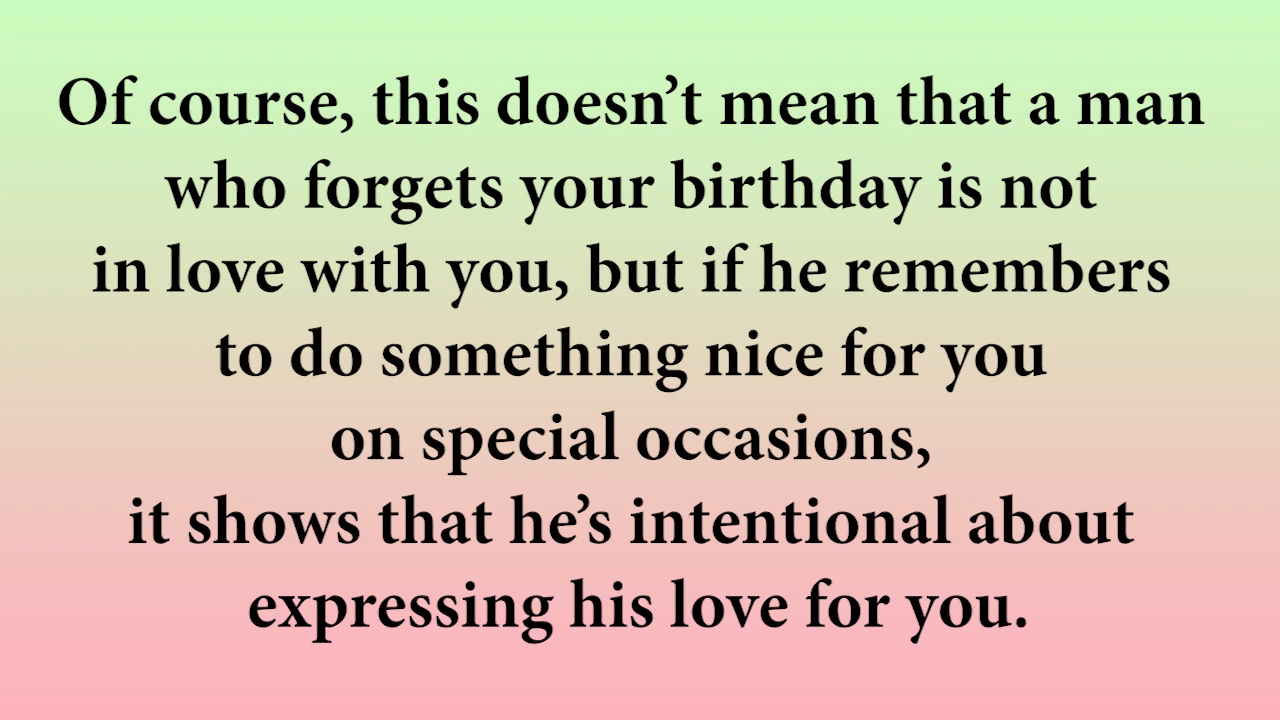 Of course, this doesn’t mean that a man
who forgets your birthday is not
in love with you, but if he remembers
to do something nice for you
on special occasions,
it shows that he’s intentional about
expressing his love for you.